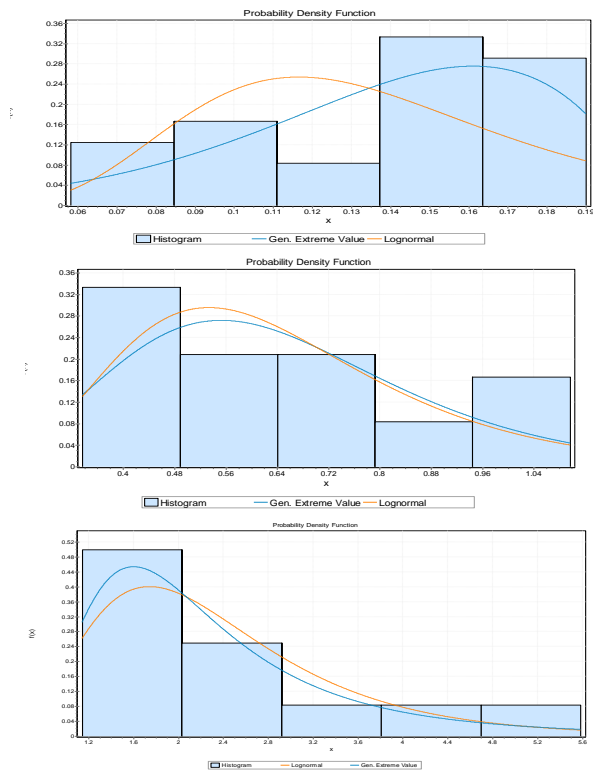 Probability Density Function
0.36
0.32
0.28
0.24
0.2
0.16
0.12
0.08
0.04
0
0.06 0.07 0.08 0.09 0.1 0.11 0.12 0.13 0.14 0.15 0.16 0.17 0.18 0.19
x
Histogram Gen. Extreme Value Lognormal
Probability Density Function
0.36
0.32
0.28
0.24
0.2
0.16
0.12
0.08
0.04
0
0.4 0.48 0.56 0.64 0.72 0.8 0.88 0.96 1.04
x
Histogram Gen. Extreme Value Lognormal
Probability Density Function
0.52
0.48
0.44
0.4
0.36
0.32
0.28
0.24
0.2
0.16
0.12
0.08
0.04
0
f(x)
1.2 1.6 2 2.4 2.8 3.2 3.6 4 4.4 4.8 5.2 5.6
x
Histogram Lognormal Gen. Extreme Value